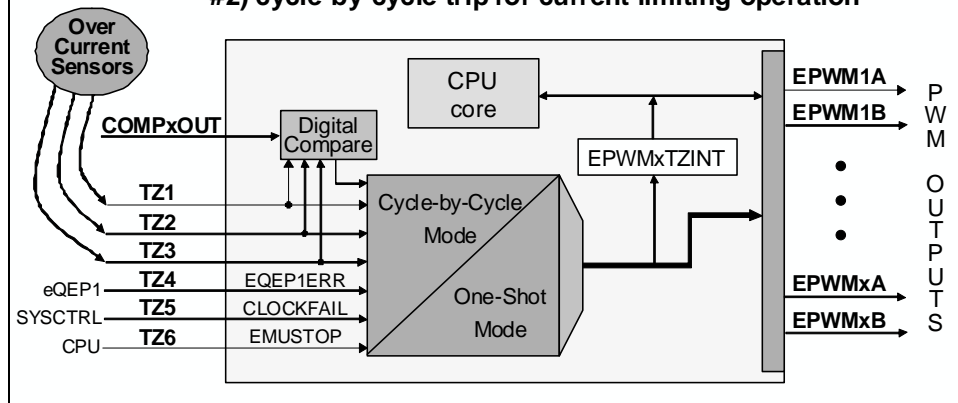 #2) cycle-by-cycle trip for current limiting operation
Over
Current
Sensors
COMPxOUT
Digital
Compare
CPU
core
EPWMxTZINT
TZ1
TZ2
TZ3
eQEP1
TZ4
EQEP1ERR
SYSCTRL
TZ5
CLOCKFAIL
CPU
TZ6
EMUSTOP
Cycle-by-Cycle
Mode
One-Shot
Mode
EPWM1A
EPWM1B
EPWMxA
EPWMxB
PWM OUTPUTS